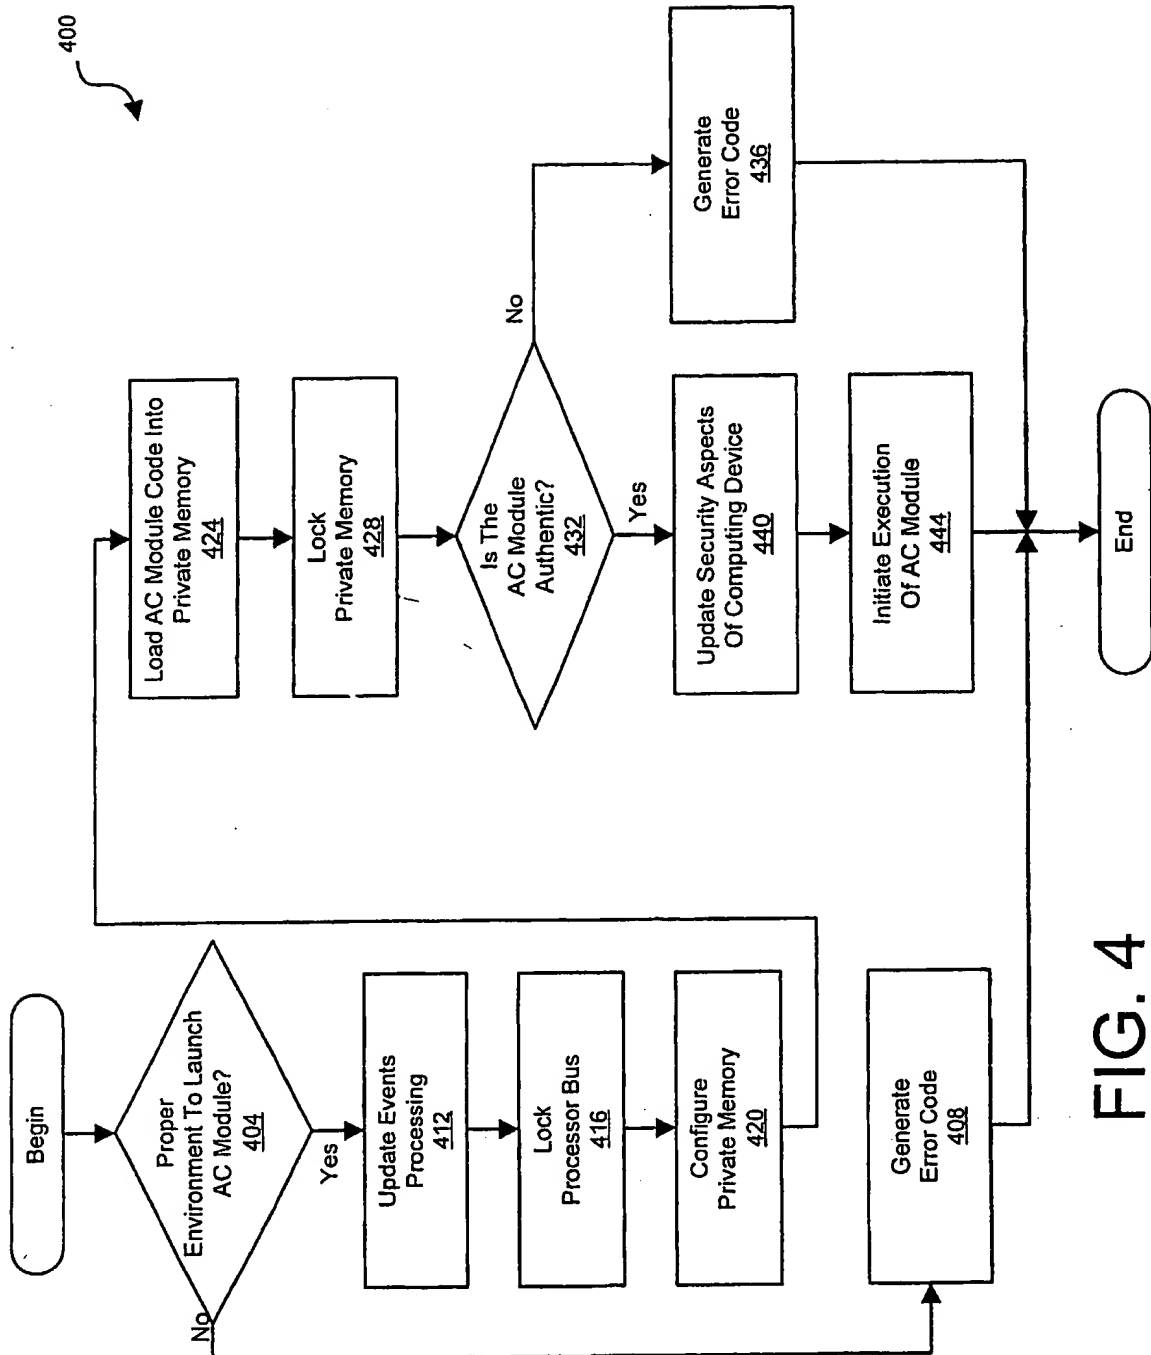 400
Begin
Proper
Environment To Launch
AC Module?
404
No
Yes
Update Events
Processing
412
Lock
Processor Bus
416
Configure
Private Memory
420
Generate
Error Code
408
Load AC Module Code Into
Private Memory
424
Lock
Private Memory
428
Is The
AC Module
Authentic?
432
No
Yes
Generate
Error Code
436
Update Security Aspects
Of Computing Device
440
Initiate Execution
Of AC Module
444
End
FIG. 4